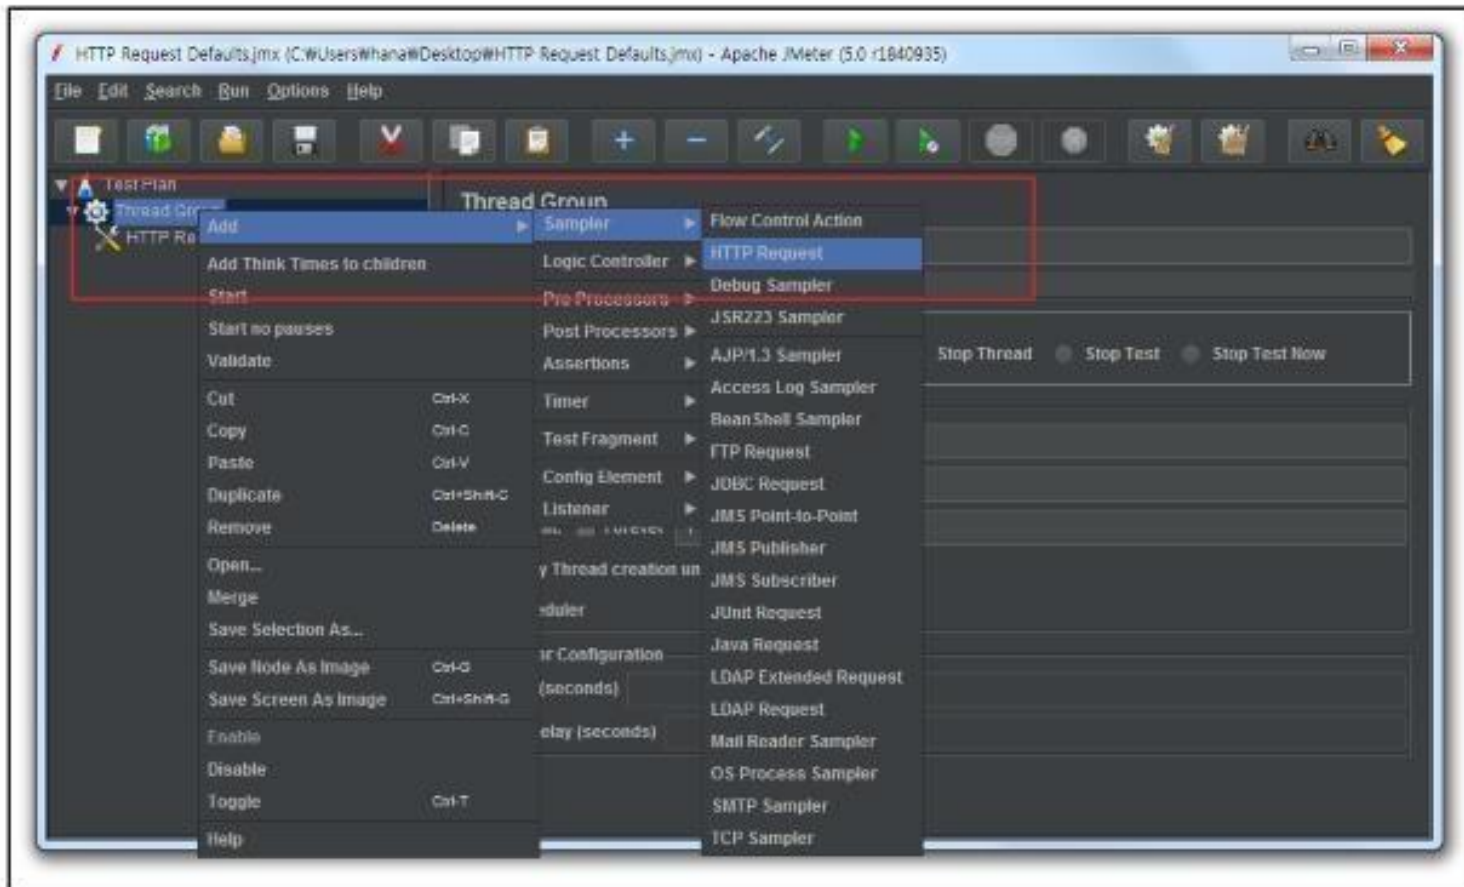 HTTP Request Defaults.jmx (C:₩Users₩hana₩Desktop₩HTTP Request Defaults.jmx) - Apache JMeter (5.0 r1840935)
File Edit Search Run Options Help
Test Plan
Thread Gro
HTTP Re
Thread Group
Add
Add Think Times to children
Start
Start no pauses
Validate
Cut Ctrl-X
Copy Ctrl-C
Paste Ctrl-V
Duplicate Ctrl+Shift-C
Remove Delete
Open...
Merge
Save Selection As...
Save Node As Image Ctrl-G
Save Screen As Image Ctrl+Shift-G
Enable
Disable
Toggle Ctrl-T
Help
Sampler
Logic Controller
Pre Processors
Post Processors
Assertions
Timer
Test Fragment
Config Element
Listener
y Thread creation un
eduler
or Configuration
(seconds)
elay (seconds)
Flow Control Action
HTTP Request
Debug Sampler
JSR223 Sampler
AJP/1.3 Sampler
Access Log Sampler
BeanShell Sampler
FTP Request
JDBC Request
JMS Point-to-Point
JMS Publisher
JMS Subscriber
JUnit Request
Java Request
LDAP Extended Request
LDAP Request
Mail Reader Sampler
OS Process Sampler
SMTP Sampler
TCP Sampler
Stop Thread Stop Test Stop Test Now